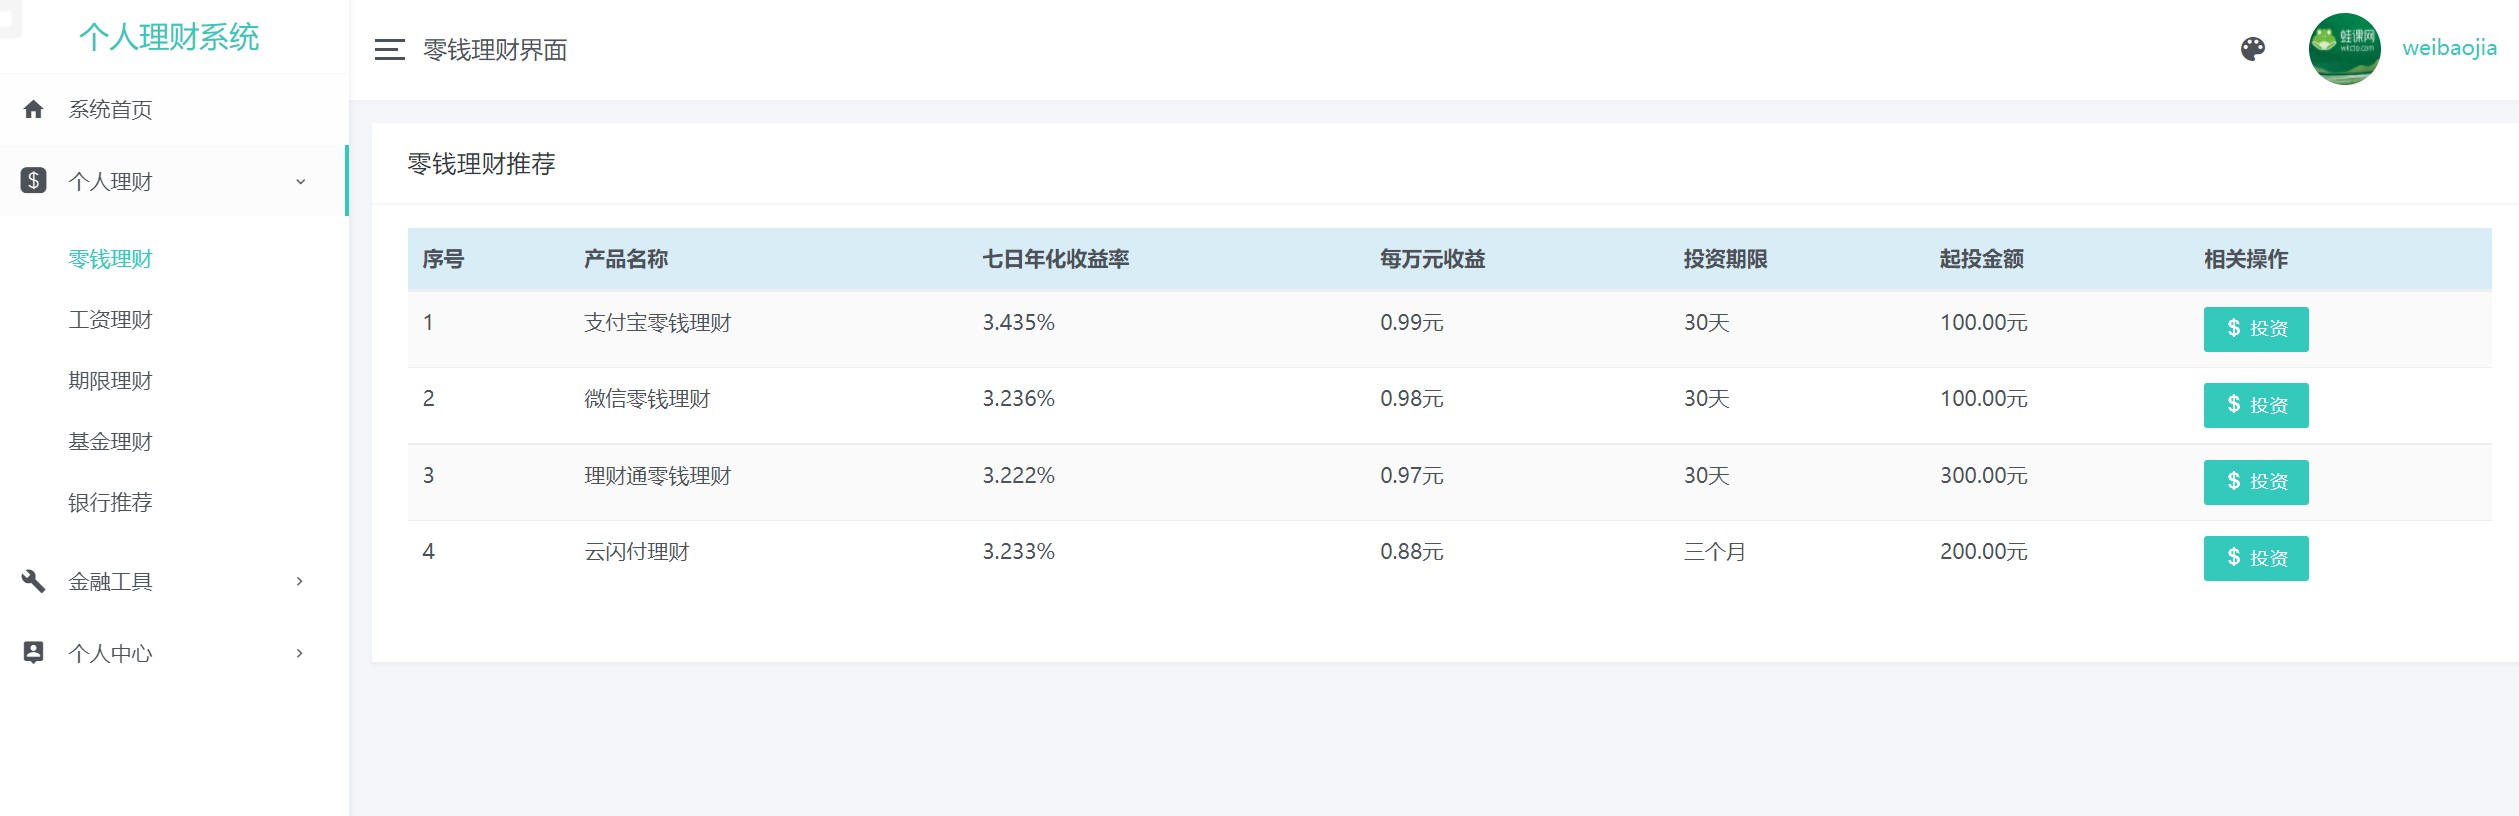 个人理财系统
零钱理财界面
蛙课网
wkcto.com
weibaojia
系统首页
$ 个人理财
零钱理财
工资理财
期限理财
基金理财
银行推荐
金融工具
个人中心
零钱理财推荐
序号 产品名称 七日年化收益率 每万元收益 投资期限 起投金额 相关操作
1 支付宝零钱理财 3.435% 0.99元 30天 100.00元 $ 投资
2 微信零钱理财 3.236% 0.98元 30天 100.00元 $ 投资
3 理财通零钱理财 3.222% 0.97元 30天 300.00元 $ 投资
4 云闪付理财 3.233% 0.88元 三个月 200.00元 $ 投资